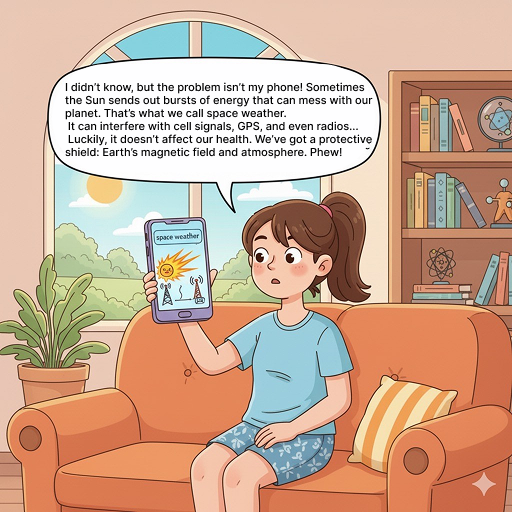 I didn't know, but the problem isn't my phone! Sometimes
the Sun sends out bursts of energy that can mess with our
planet. That's what we call space weather.
It can interfere with cell signals, GPS, and even radios...
Luckily, it doesn't affect our health. We've got a protective
shield: Earth's magnetic field and atmosphere. Phew!
space weather